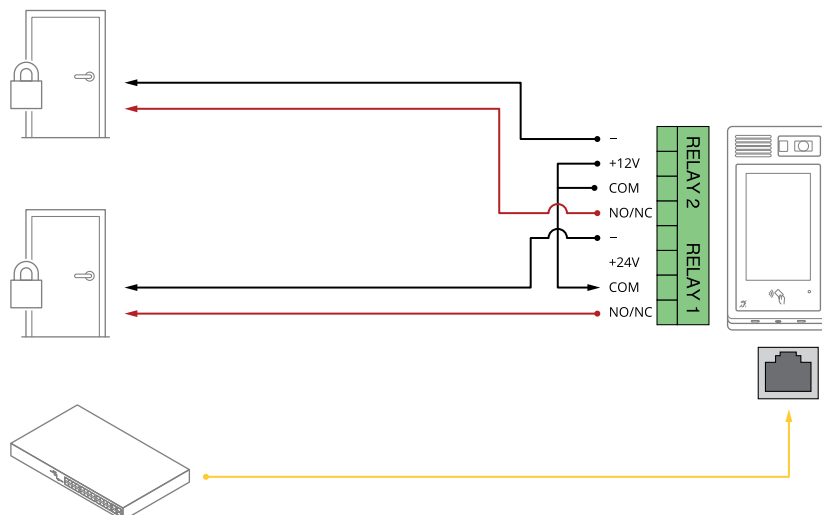 –
+12V
COM
NO/NC
–
+24V
COM
NO/NC
RELAY 2
RELAY 1